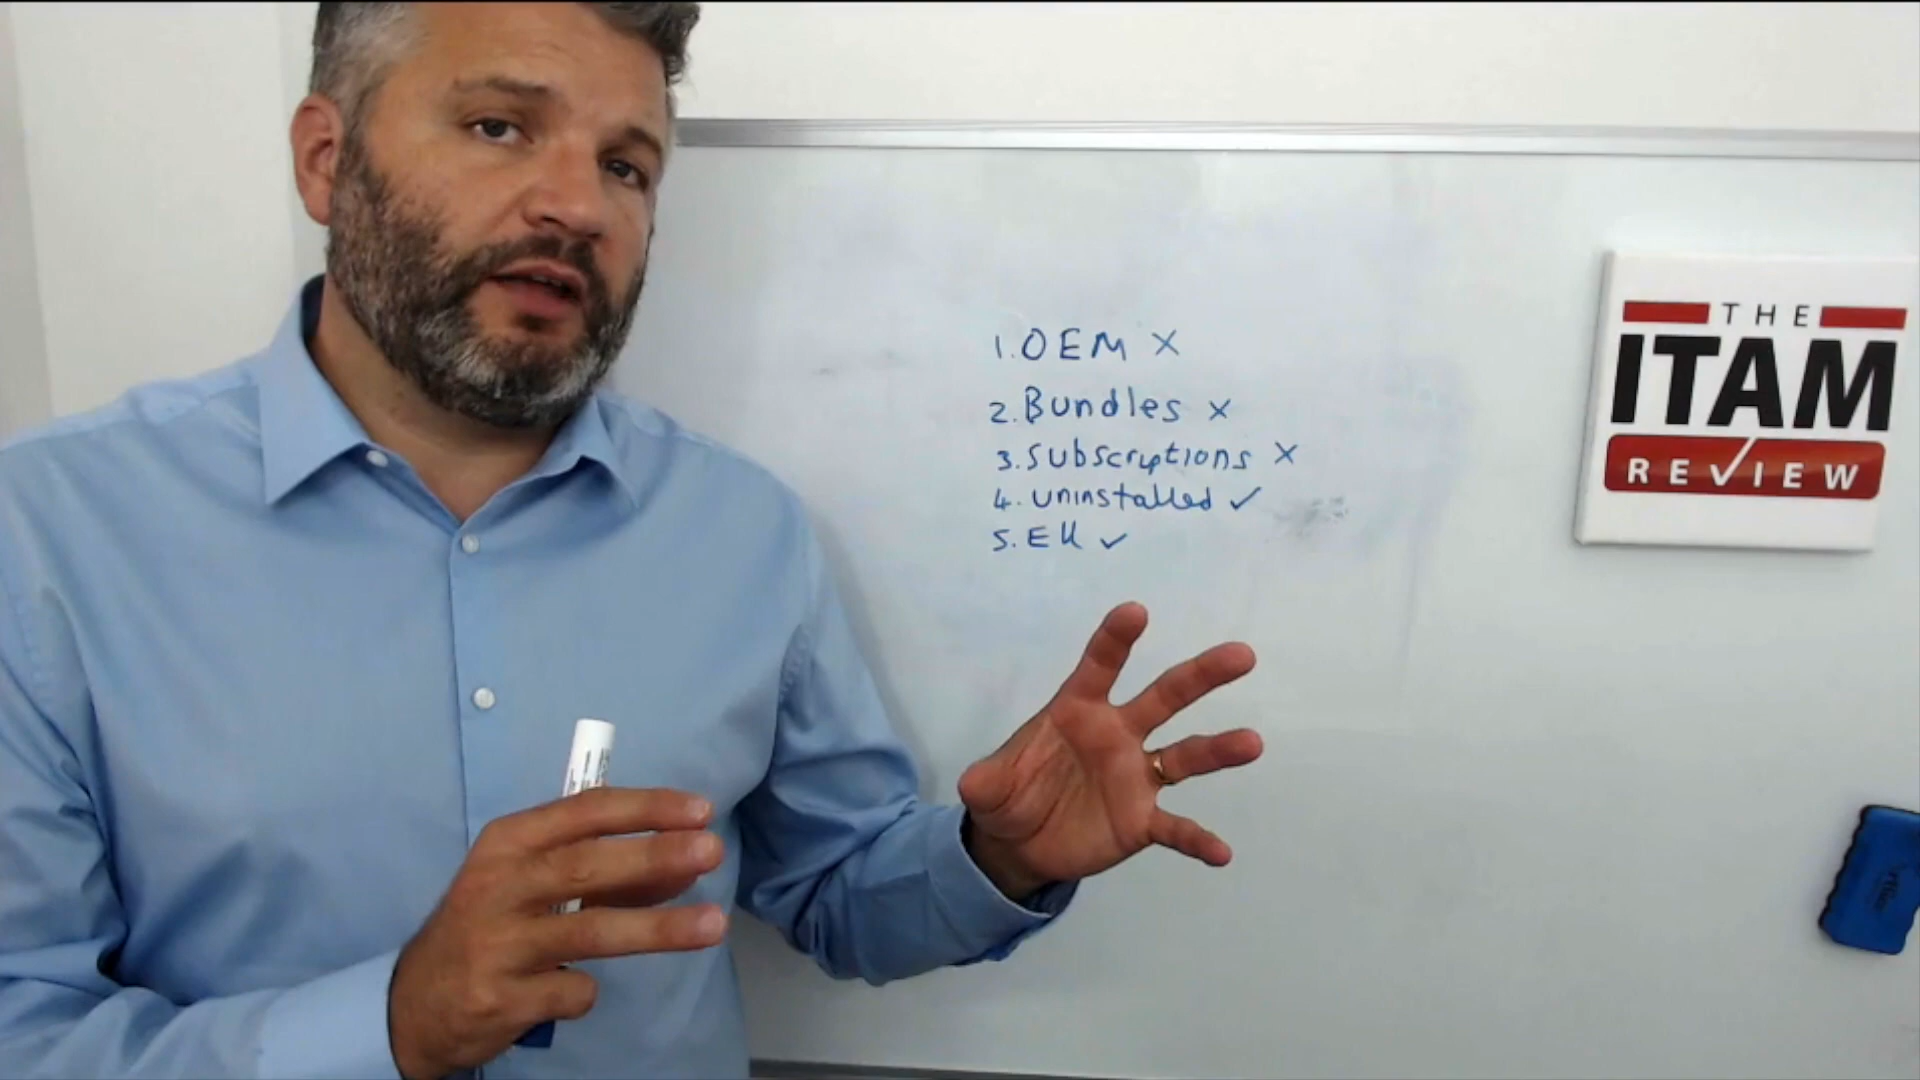 1. OEM X
2. Bundles X
3. Subscriptions X
4. uninstalled ✓
5. EU ✓
THE
ITAM
REVIEW